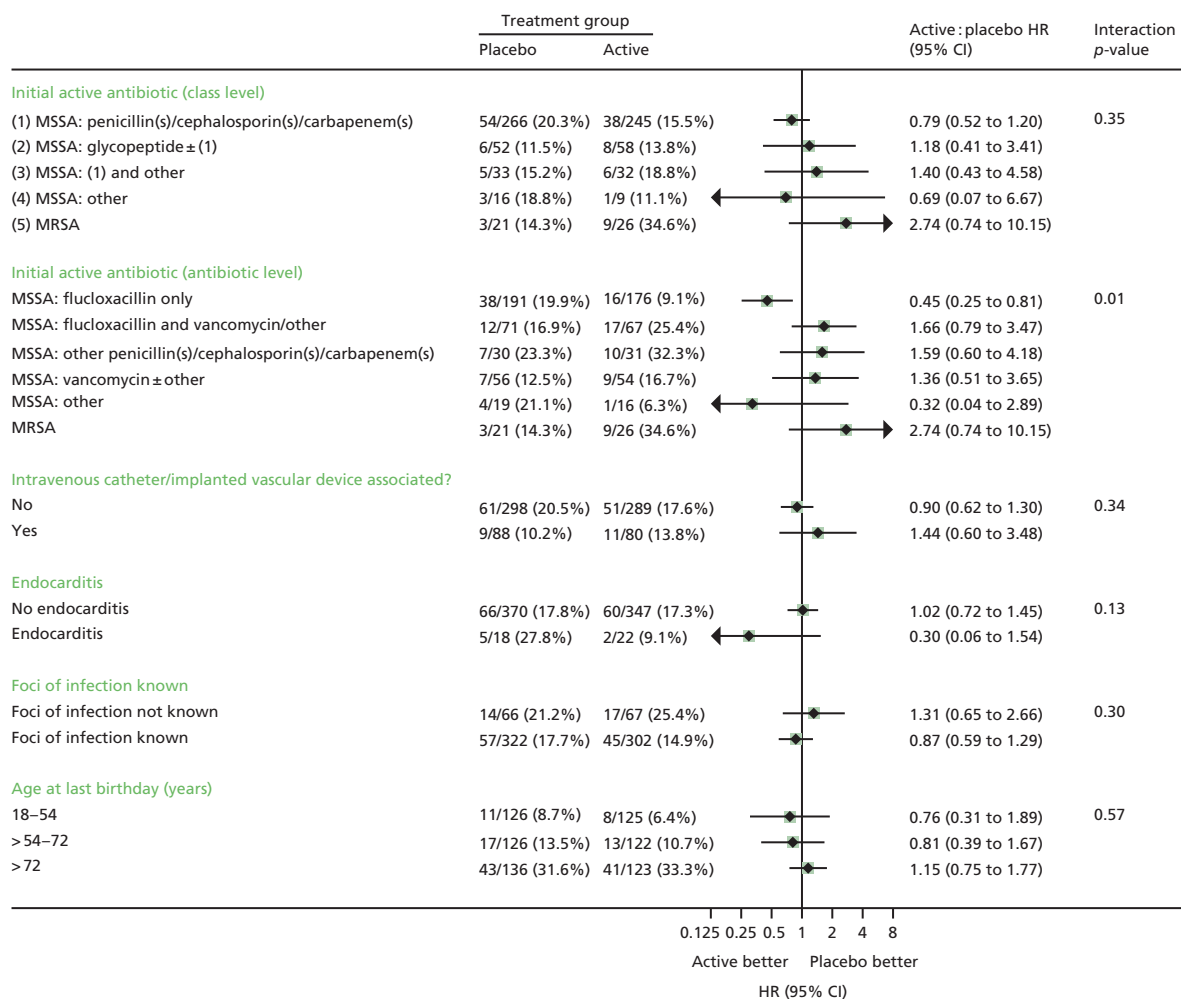 Treatment group
Placebo Active Active : placebo HR (95% CI) Interaction p-value
Initial active antibiotic (class level)
(1) MSSA: penicillin(s)/cephalosporin(s)/carbapenem(s) 54/266 (20.3%) 38/245 (15.5%) 0.79 (0.52 to 1.20) 0.35
(2) MSSA: glycopeptide ± (1) 6/52 (11.5%) 8/58 (13.8%) 1.18 (0.41 to 3.41)
(3) MSSA: (1) and other 5/33 (15.2%) 6/32 (18.8%) 1.40 (0.43 to 4.58)
(4) MSSA: other 3/16 (18.8%) 1/9 (11.1%) 0.69 (0.07 to 6.67)
(5) MRSA 3/21 (14.3%) 9/26 (34.6%) 2.74 (0.74 to 10.15)
Initial active antibiotic (antibiotic level)
MSSA: flucloxacillin only 38/191 (19.9%) 16/176 (9.1%) 0.45 (0.25 to 0.81) 0.01
MSSA: flucloxacillin and vancomycin/other 12/71 (16.9%) 17/67 (25.4%) 1.66 (0.79 to 3.47)
MSSA: other penicillin(s)/cephalosporin(s)/carbapenem(s) 7/30 (23.3%) 10/31 (32.3%) 1.59 (0.60 to 4.18)
MSSA: vancomycin ± other 7/56 (12.5%) 9/54 (16.7%) 1.36 (0.51 to 3.65)
MSSA: other 4/19 (21.1%) 1/16 (6.3%) 0.32 (0.04 to 2.89)
MRSA 3/21 (14.3%) 9/26 (34.6%) 2.74 (0.74 to 10.15)
Intravenous catheter/implanted vascular device associated?
No 61/298 (20.5%) 51/289 (17.6%) 0.90 (0.62 to 1.30) 0.34
Yes 9/88 (10.2%) 11/80 (13.8%) 1.44 (0.60 to 3.48)
Endocarditis
No endocarditis 66/370 (17.8%) 60/347 (17.3%) 1.02 (0.72 to 1.45) 0.13
Endocarditis 5/18 (27.8%) 2/22 (9.1%) 0.30 (0.06 to 1.54)
Foci of infection known
Foci of infection not known 14/66 (21.2%) 17/67 (25.4%) 1.31 (0.65 to 2.66) 0.30
Foci of infection known 57/322 (17.7%) 45/302 (14.9%) 0.87 (0.59 to 1.29)
Age at last birthday (years)
18–54 11/126 (8.7%) 8/125 (6.4%) 0.76 (0.31 to 1.89) 0.57
>54–72 17/126 (13.5%) 13/122 (10.7%) 0.81 (0.39 to 1.67)
>72 43/136 (31.6%) 41/123 (33.3%) 1.15 (0.75 to 1.77)
0.125 0.25 0.5 1 2 4 8
Active better Placebo better
HR (95% CI)